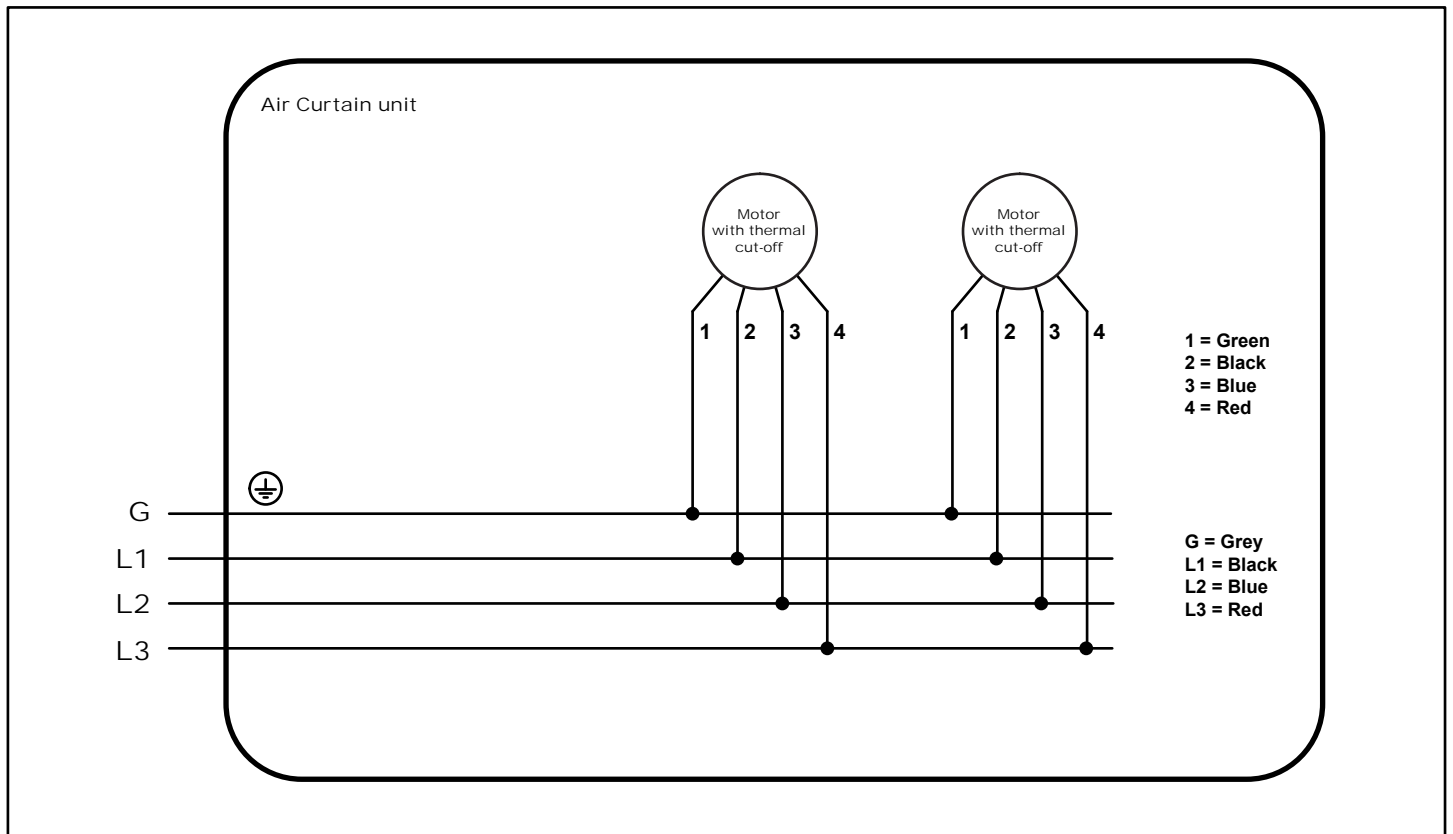 Air Curtain unit
Motor
with thermal
cut-off
Motor
with thermal
cut-off
1 2 3 4
1 2 3 4
1 = Green
2 = Black
3 = Blue
4 = Red
G
L1
L2
L3
G = Grey
L1 = Black
L2 = Blue
L3 = Red